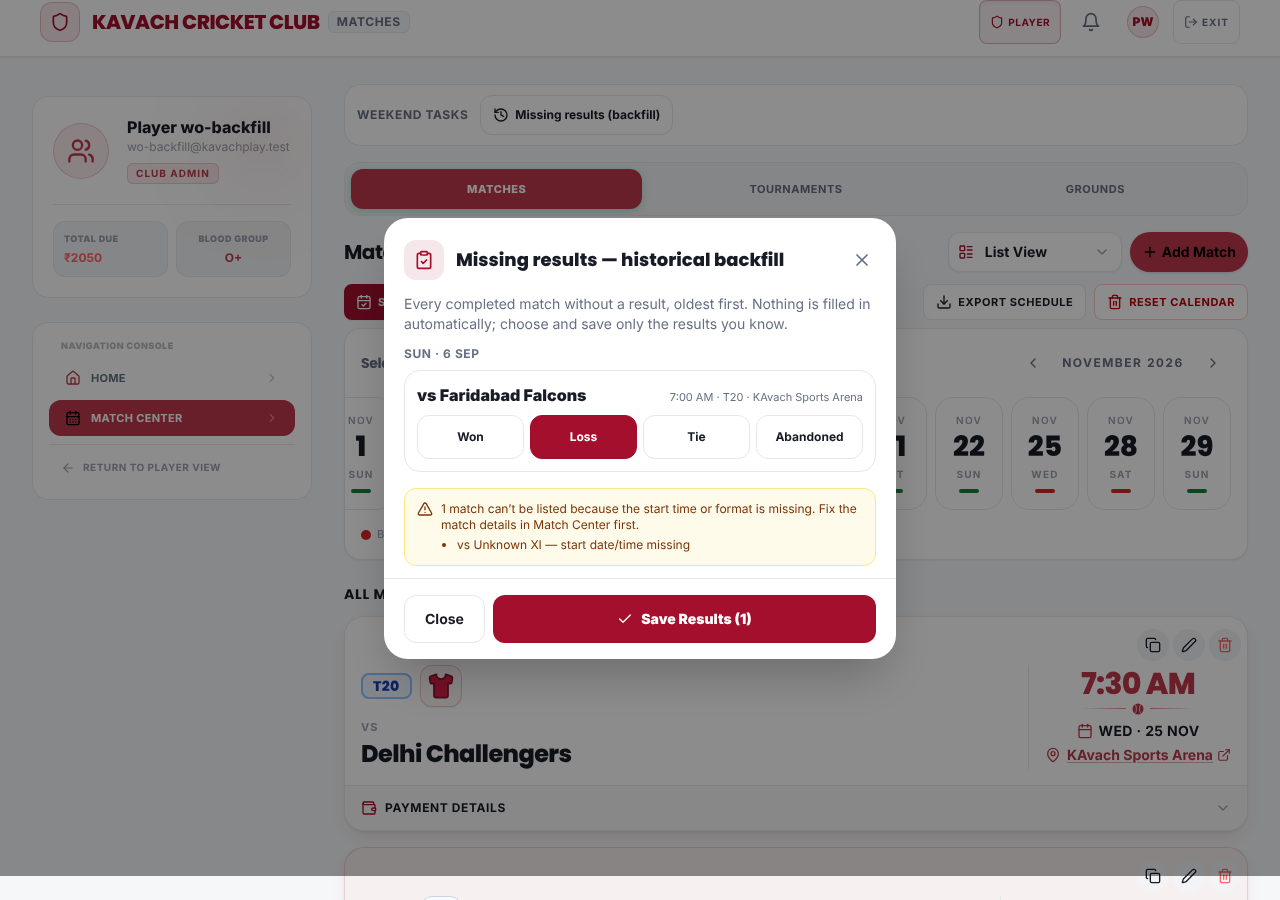 KAVACH CRICKET CLUB MATCHES
PLAYER
PW
EXIT
Player wo-backfill
wo-backfill@kavachplay.test
CLUB ADMIN
TOTAL DUE
₹2050
BLOOD GROUP
O+
NAVIGATION CONSOLE
HOME
MATCH CENTER
RETURN TO PLAYER VIEW
WEEKEND TASKS
Missing results (backfill)
MATCHES
TOURNAMENTS
GROUNDS
List View
+ Add Match
EXPORT SCHEDULE
RESET CALENDAR
NOVEMBER 2026
NOV
1
SUN
NOV
22
SUN
NOV
25
WED
NOV
28
SAT
NOV
29
SUN
Missing results — historical backfill
Every completed match without a result, oldest first. Nothing is filled in
automatically; choose and save only the results you know.
SUN · 6 SEP
vs Faridabad Falcons
7:00 AM · T20 · KAvach Sports Arena
Won
Loss
Tie
Abandoned
1 match can’t be listed because the start time or format is missing. Fix the
match details in Match Center first.
• vs Unknown XI — start date/time missing
Close
Save Results (1)
T20
VS
Delhi Challengers
7:30 AM
WED · 25 NOV
KAvach Sports Arena
PAYMENT DETAILS